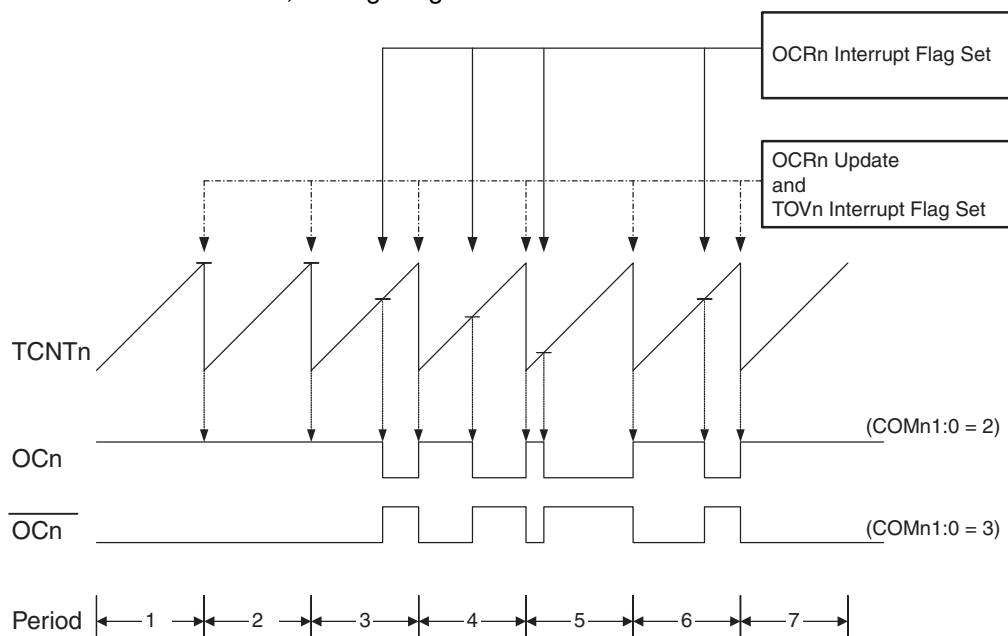 OCRn Interrupt Flag Set
OCRn Update
and
TOVn Interrupt Flag Set
TCNTn
(COMn1:0 = 2)
OCn
OCn
(COMn1:0 = 3)
Period 1 2 3 4 5 6 7